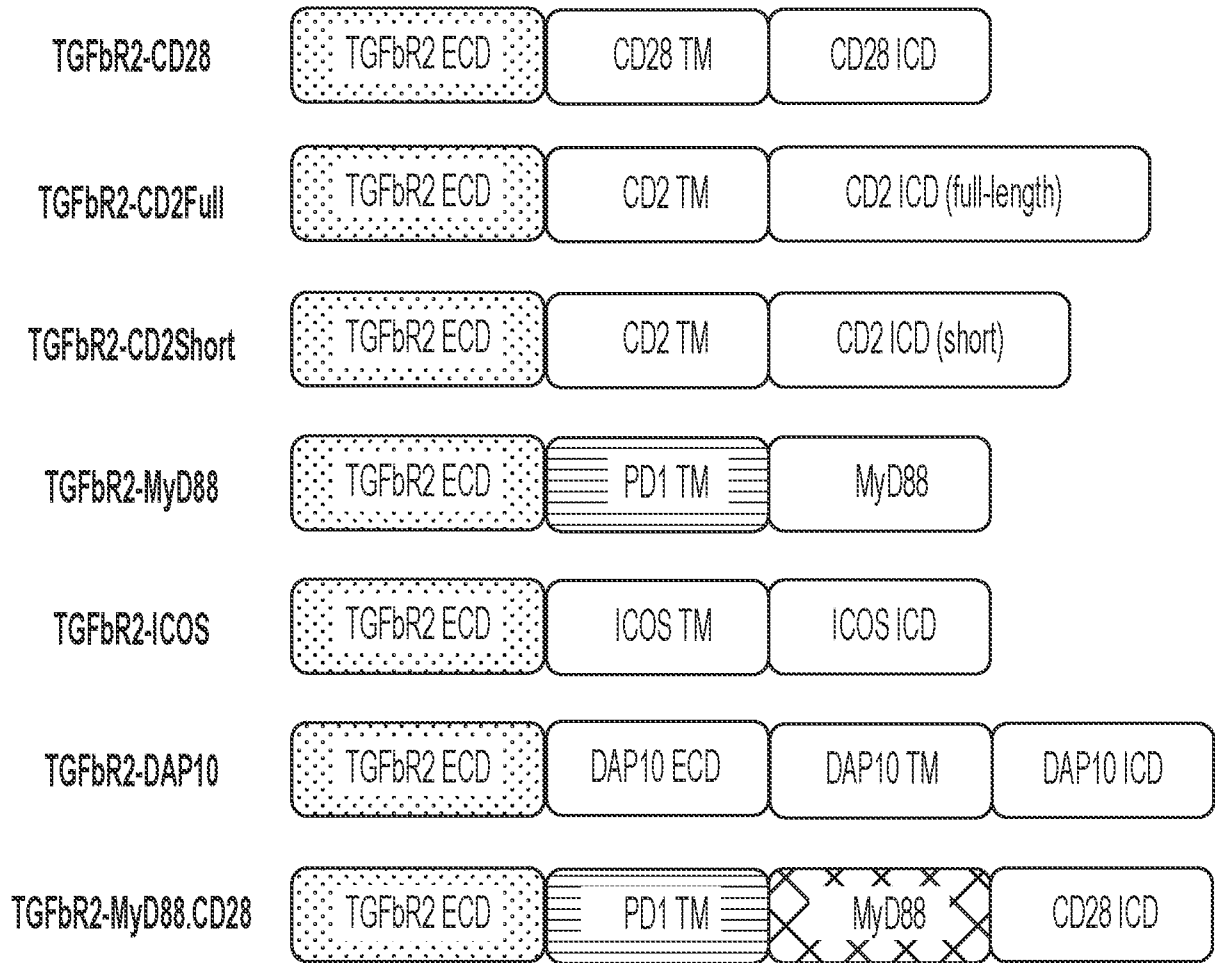 TGFbR2-CD28 TGFbR2 ECD CD28 TM CD28 ICD
TGFbR2-CD2Full TGFbR2 ECD CD2 TM CD2 ICD (full-length)
TGFbR2-CD2Short TGFbR2 ECD CD2 TM CD2 ICD (short)
TGFbR2-MyD88 TGFbR2 ECD PD1 TM MyD88
TGFbR2-ICOS TGFbR2 ECD ICOS TM ICOS ICD
TGFbR2-DAP10 TGFbR2 ECD DAP10 ECD DAP10 TM DAP10 ICD
TGFbR2-MyD88.CD28 TGFbR2 ECD PD1 TM MyD88 CD28 ICD